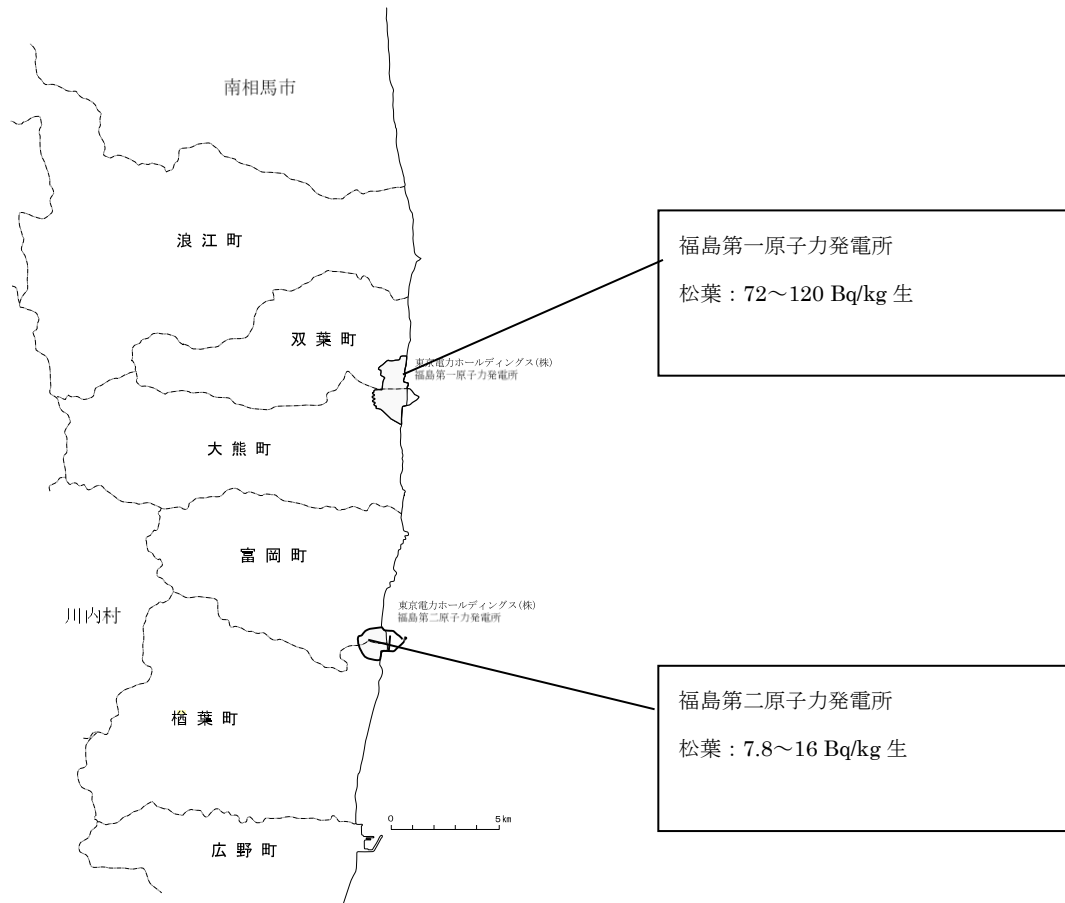 南相馬市
浪江町
福島第一原子力発電所
松葉：72～120 Bq/kg 生
双葉町
東京電力ホールディングス(株)
福島第一原子力発電所
大熊町
富岡町
川内村
東京電力ホールディングス(株)
福島第二原子力発電所
福島第二原子力発電所
松葉：7.8～16 Bq/kg 生
楢葉町
0 5km
広野町